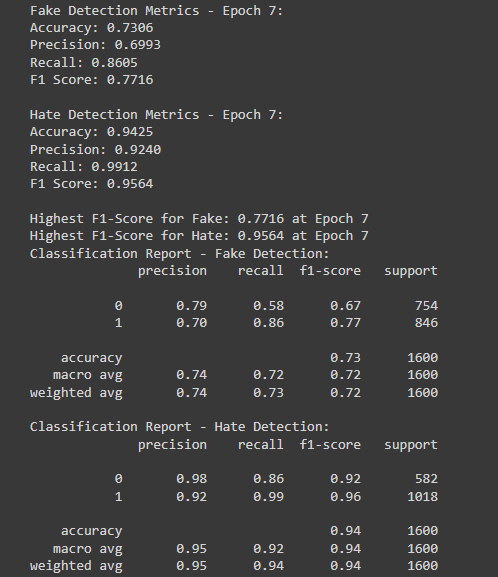 Fake Detection Metrics - Epoch 7:
Accuracy: 0.7306
Precision: 0.6993
Recall: 0.8605
F1 Score: 0.7716

Hate Detection Metrics - Epoch 7:
Accuracy: 0.9425
Precision: 0.9240
Recall: 0.9912
F1 Score: 0.9564

Highest F1-Score for Fake: 0.7716 at Epoch 7
Highest F1-Score for Hate: 0.9564 at Epoch 7
Classification Report - Fake Detection:
              precision    recall  f1-score   support

           0       0.79      0.58      0.67       754
           1       0.70      0.86      0.77       846

    accuracy                           0.73      1600
   macro avg       0.74      0.72      0.72      1600
weighted avg       0.74      0.73      0.72      1600

Classification Report - Hate Detection:
              precision    recall  f1-score   support

           0       0.98      0.86      0.92       582
           1       0.92      0.99      0.96      1018

    accuracy                           0.94      1600
   macro avg       0.95      0.92      0.94      1600
weighted avg       0.95      0.94      0.94      1600